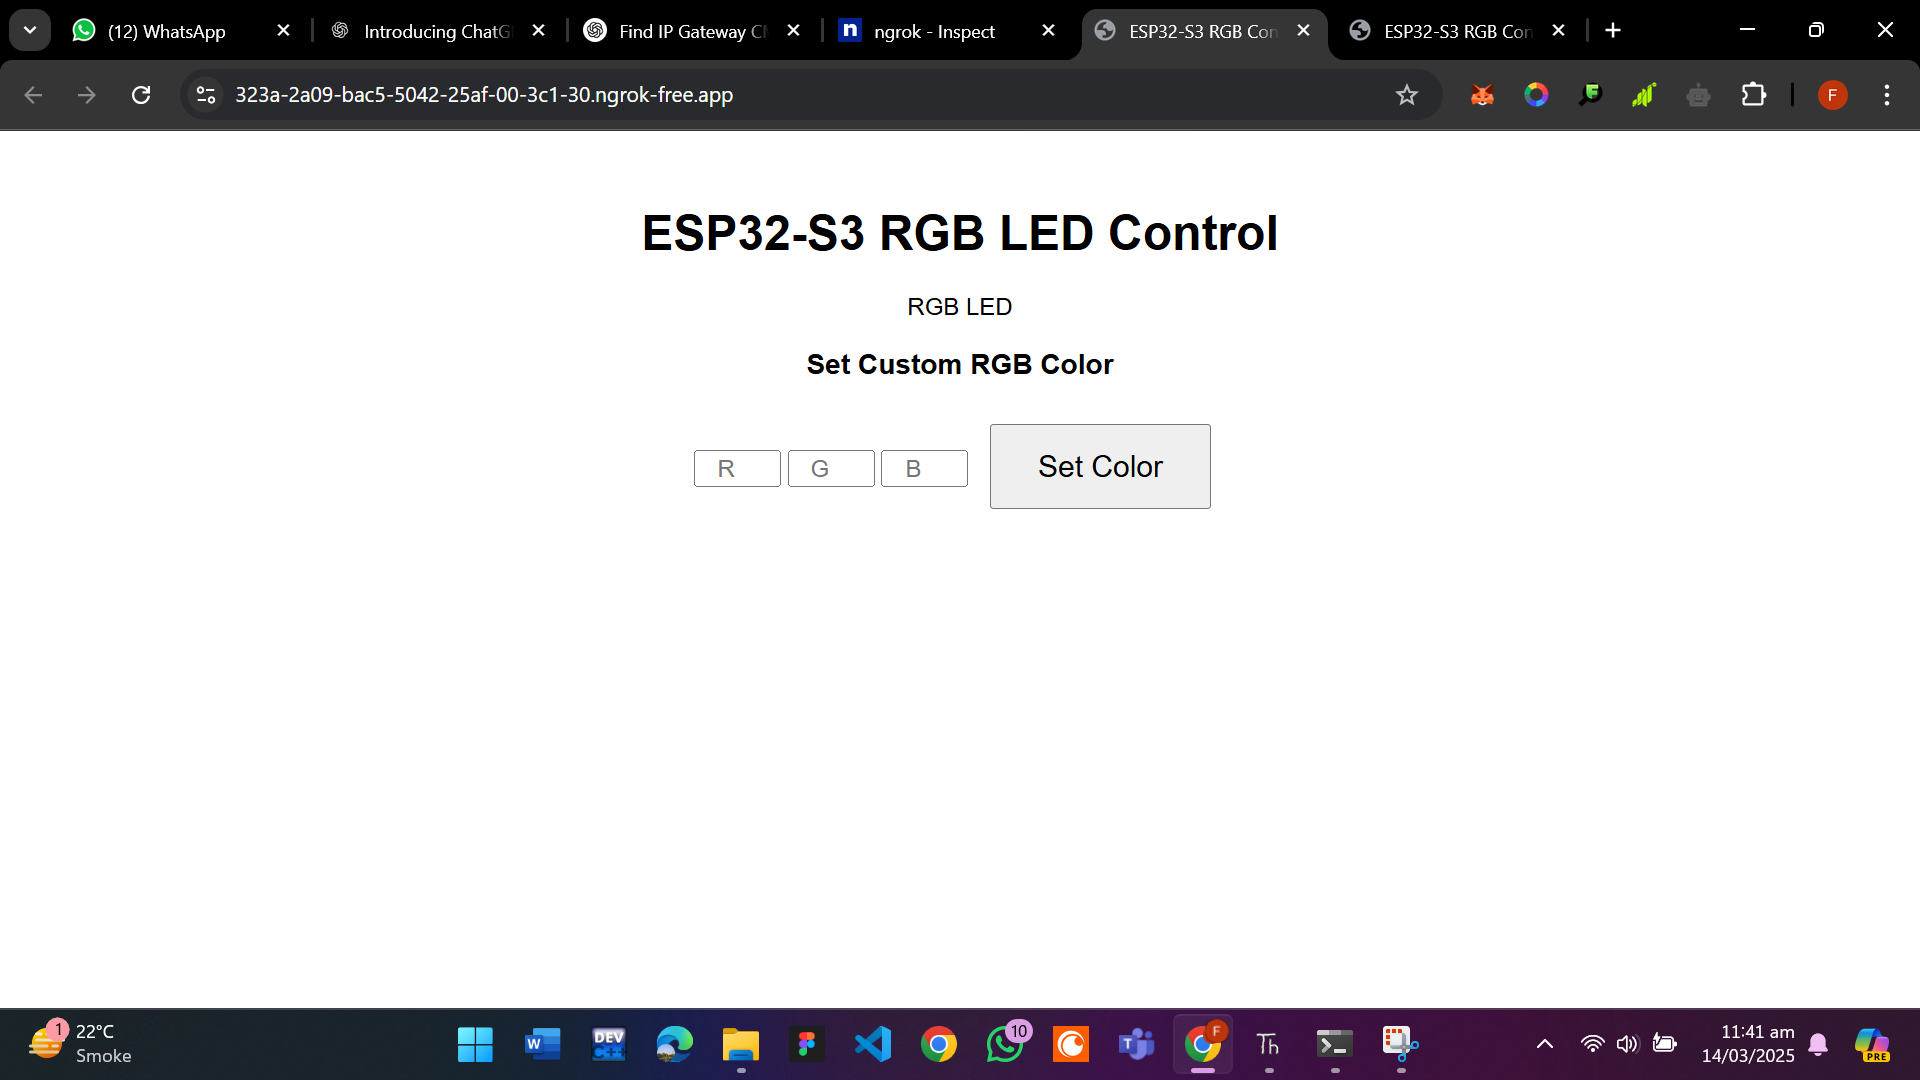 (12) WhatsApp
Introducing ChatG
Find IP Gateway C
ngrok - Inspect
ESP32-S3 RGB Con
ESP32-S3 RGB Con
323a-2a09-bac5-5042-25af-00-3c1-30.ngrok-free.app
F
ESP32-S3 RGB LED Control
RGB LED
Set Custom RGB Color
R G B Set Color
1 22°C
Smoke
W
DEV
C++
10
T
F
Th
11:41 am
14/03/2025
PRE